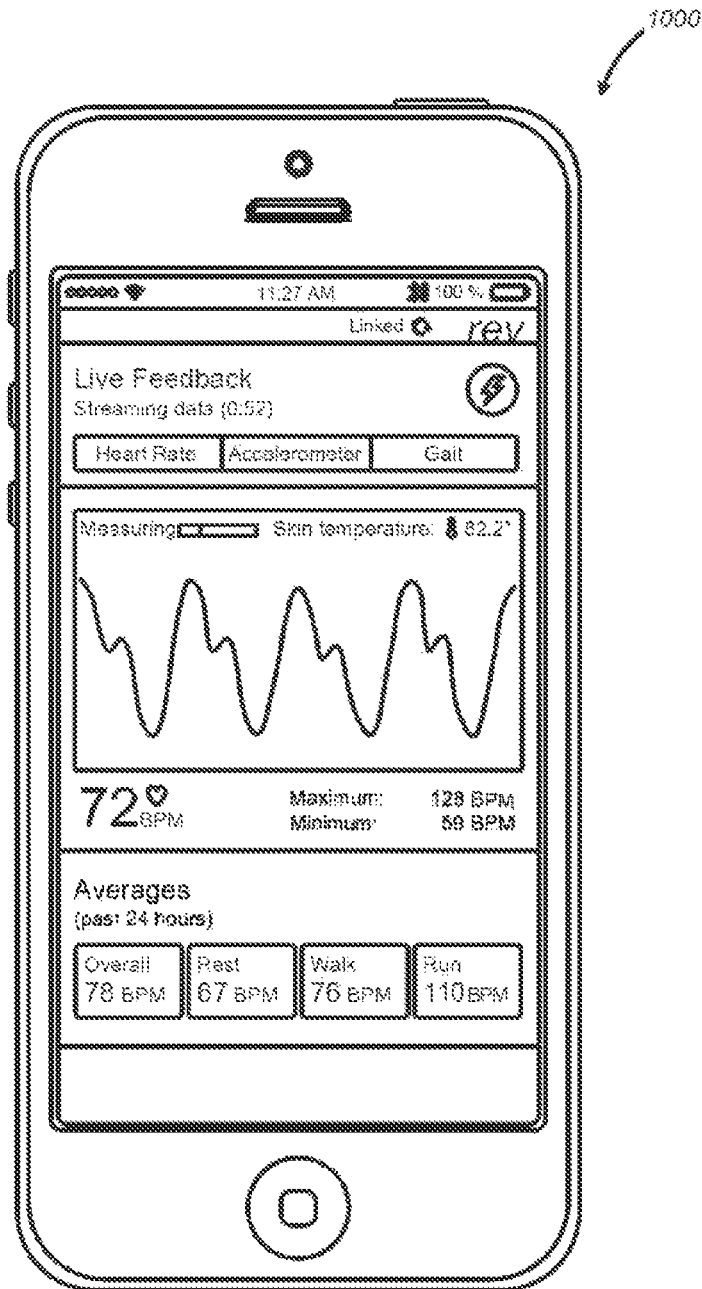 1000
11:27 AM 100 %
Linked rev
Live Feedback
Streaming data (0:52)
Heart Rate Accelerometer Gait
Measuring Skin temperature: 82.2°
72 BPM
Maximum: 128 BPM
Minimum: 59 BPM
Averages
(past 24 hours)
Overall Rest Walk Run
78 BPM 67 BPM 76 BPM 110 BPM